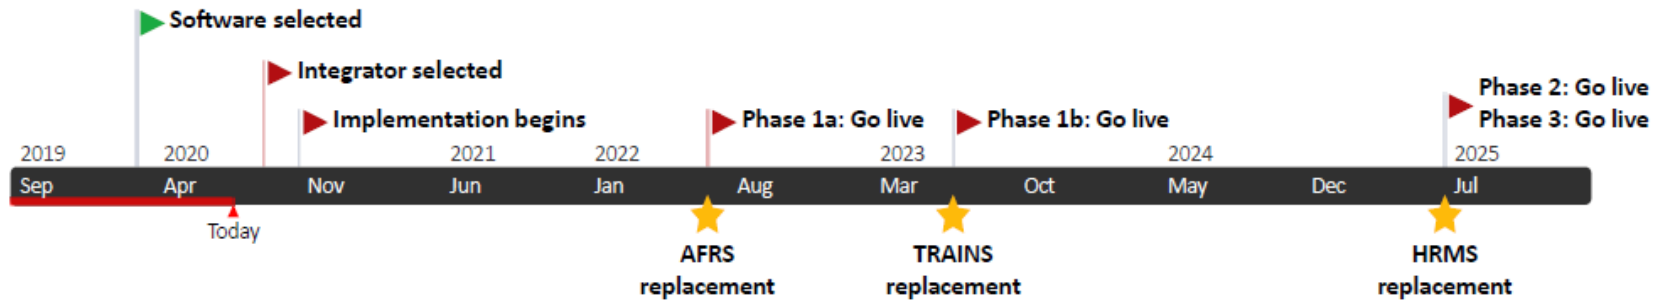 Software selected
Integrator selected
Phase 2: Go live
Implementation begins
Phase 1a: Go live
Phase 1b: Go live
Phase 3: Go live
2019 2020 2021 2022 2023 2024 2025
Sep Apr Nov Jun Jan Aug Mar Oct May Dec Jul
Today
AFRS
replacement
TRAINS
replacement
HRMS
replacement